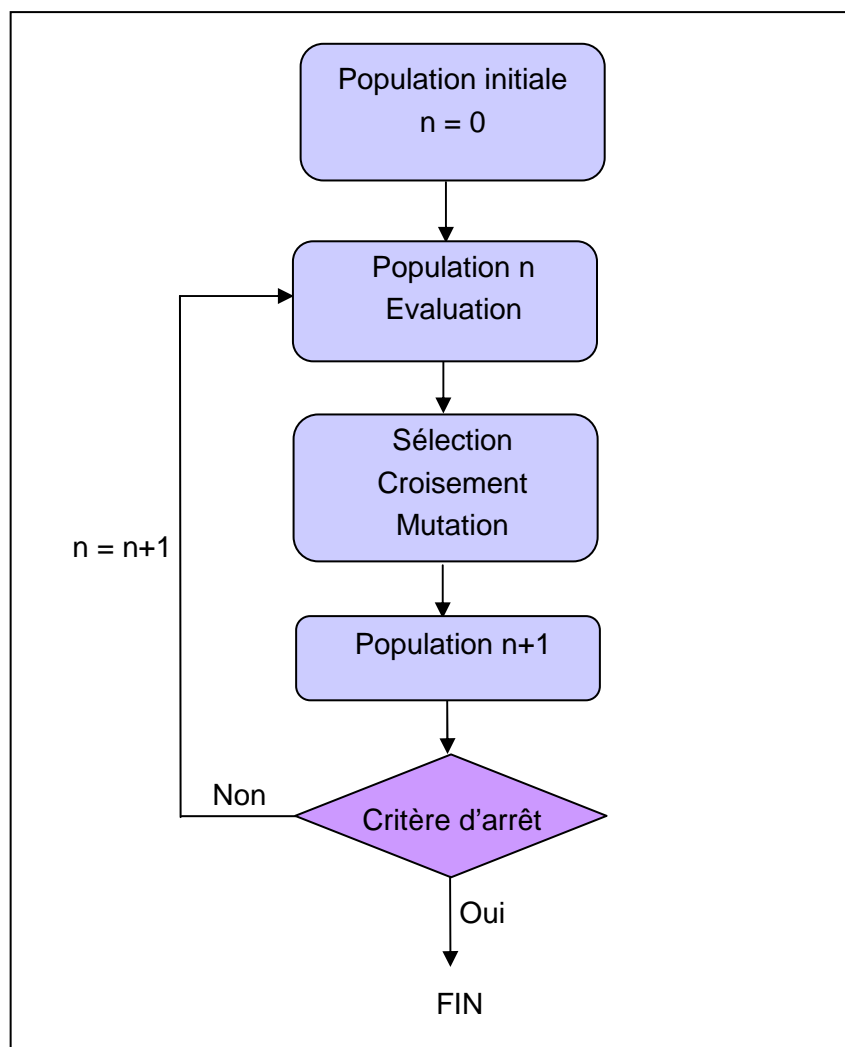 Population initiale
n = 0
Population n
Evaluation
Sélection
Croisement
Mutation
n = n+1
Population n+1
Non
Critère d'arrêt
Oui
FIN